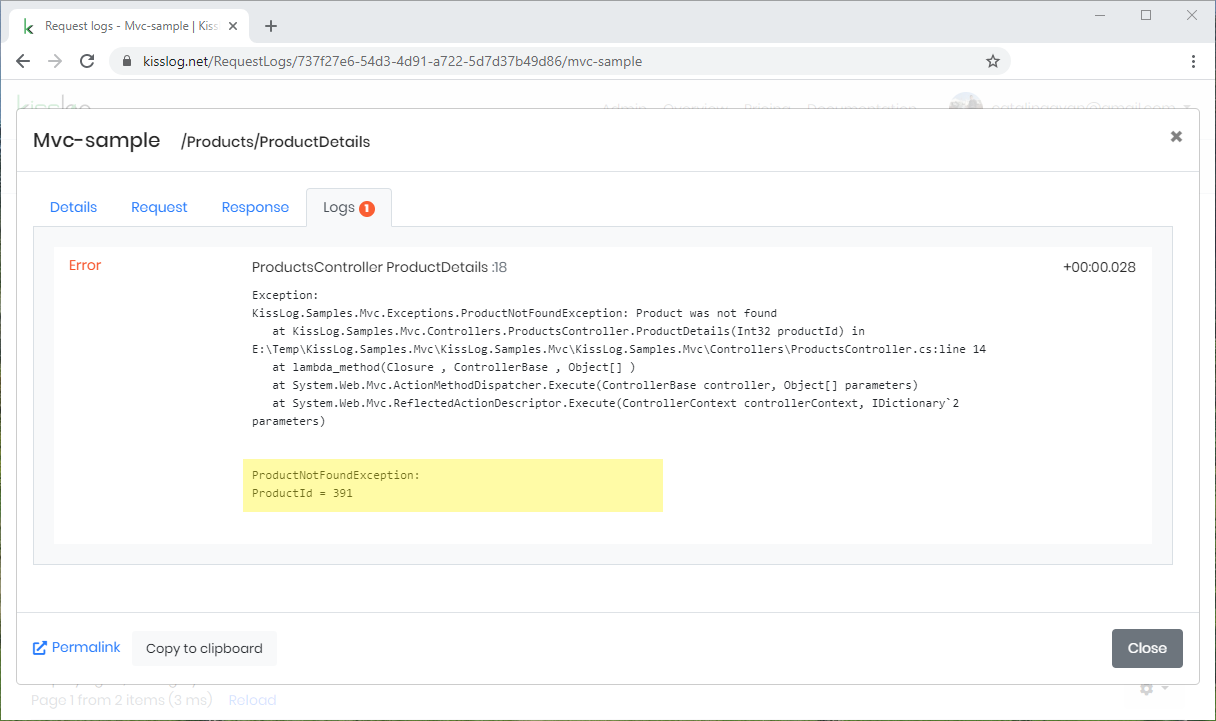 Request logs - Mvc-sample | Kiss
kisslog.net/RequestLogs/737f27e6-54d3-4d91-a722-5d7d37b49d86/mvc-sample
Admin Overview Pricing Documentation
Mvc-sample /Products/ProductDetails
Details Request Response Logs 1
Error ProductsController ProductDetails :18 +00:00.028
Exception:
KissLog.Samples.Mvc.Exceptions.ProductNotFoundException: Product was not found
at KissLog.Samples.Mvc.Controllers.ProductsController.ProductDetails(Int32 productId) in
E:\Temp\KissLog.Samples.Mvc\KissLog.Samples.Mvc\KissLog.Samples.Mvc\Controllers\ProductsController.cs:line 14
at lambda_method(Closure , ControllerBase , Object[] )
at System.Web.Mvc.ActionMethodDispatcher.Execute(ControllerBase controller, Object[] parameters)
at System.Web.Mvc.ReflectedActionDescriptor.Execute(ControllerContext controllerContext, IDictionary`2
parameters)
ProductNotFoundException:
ProductId = 391
Permalink Copy to clipboard Close
Page 1 from 2 items (3 ms) Reload